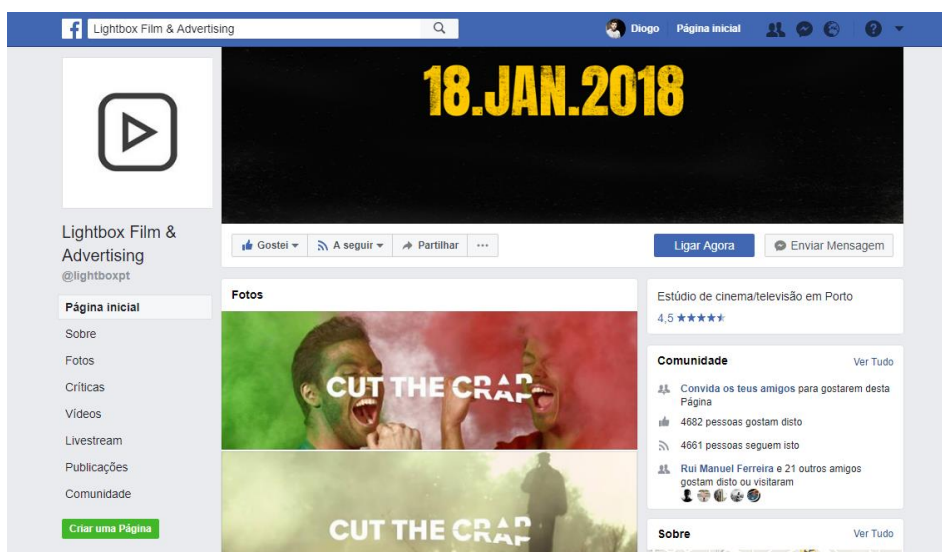 Lightbox Film & Advertising
Diogo
Página inicial
18.JAN.2018
Lightbox Film &
Advertising
@lightboxpt
Gostei
A seguir
Partilhar
Ligar Agora
Enviar Mensagem
Página inicial
Sobre
Fotos
Críticas
Vídeos
Livestream
Publicações
Comunidade
Criar uma Página
Fotos
CUT THE CRAP
CUT THE CRAP
Estúdio de cinema/televisão em Porto
4,5 ★★★★★
Comunidade
Ver Tudo
Convida os teus amigos para gostarem desta
Página
4682 pessoas gostam disto
4661 pessoas seguem isto
Rui Manuel Ferreira e 21 outros amigos
gostam disto ou visitaram
Sobre
Ver Tudo